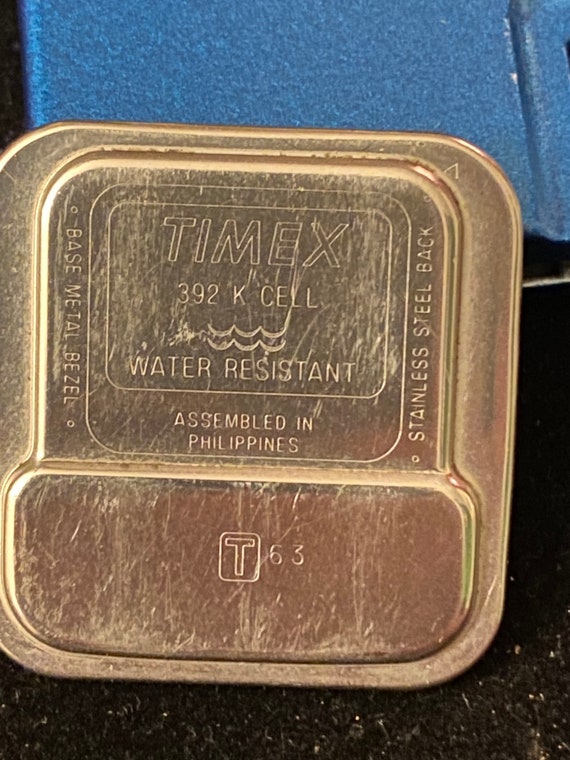 TIMEX
392 K CELL
WATER RESISTANT
ASSEMBLED IN
PHILIPPINES
BASE METAL BEZEL
STAINLESS STEEL BACK
T 63